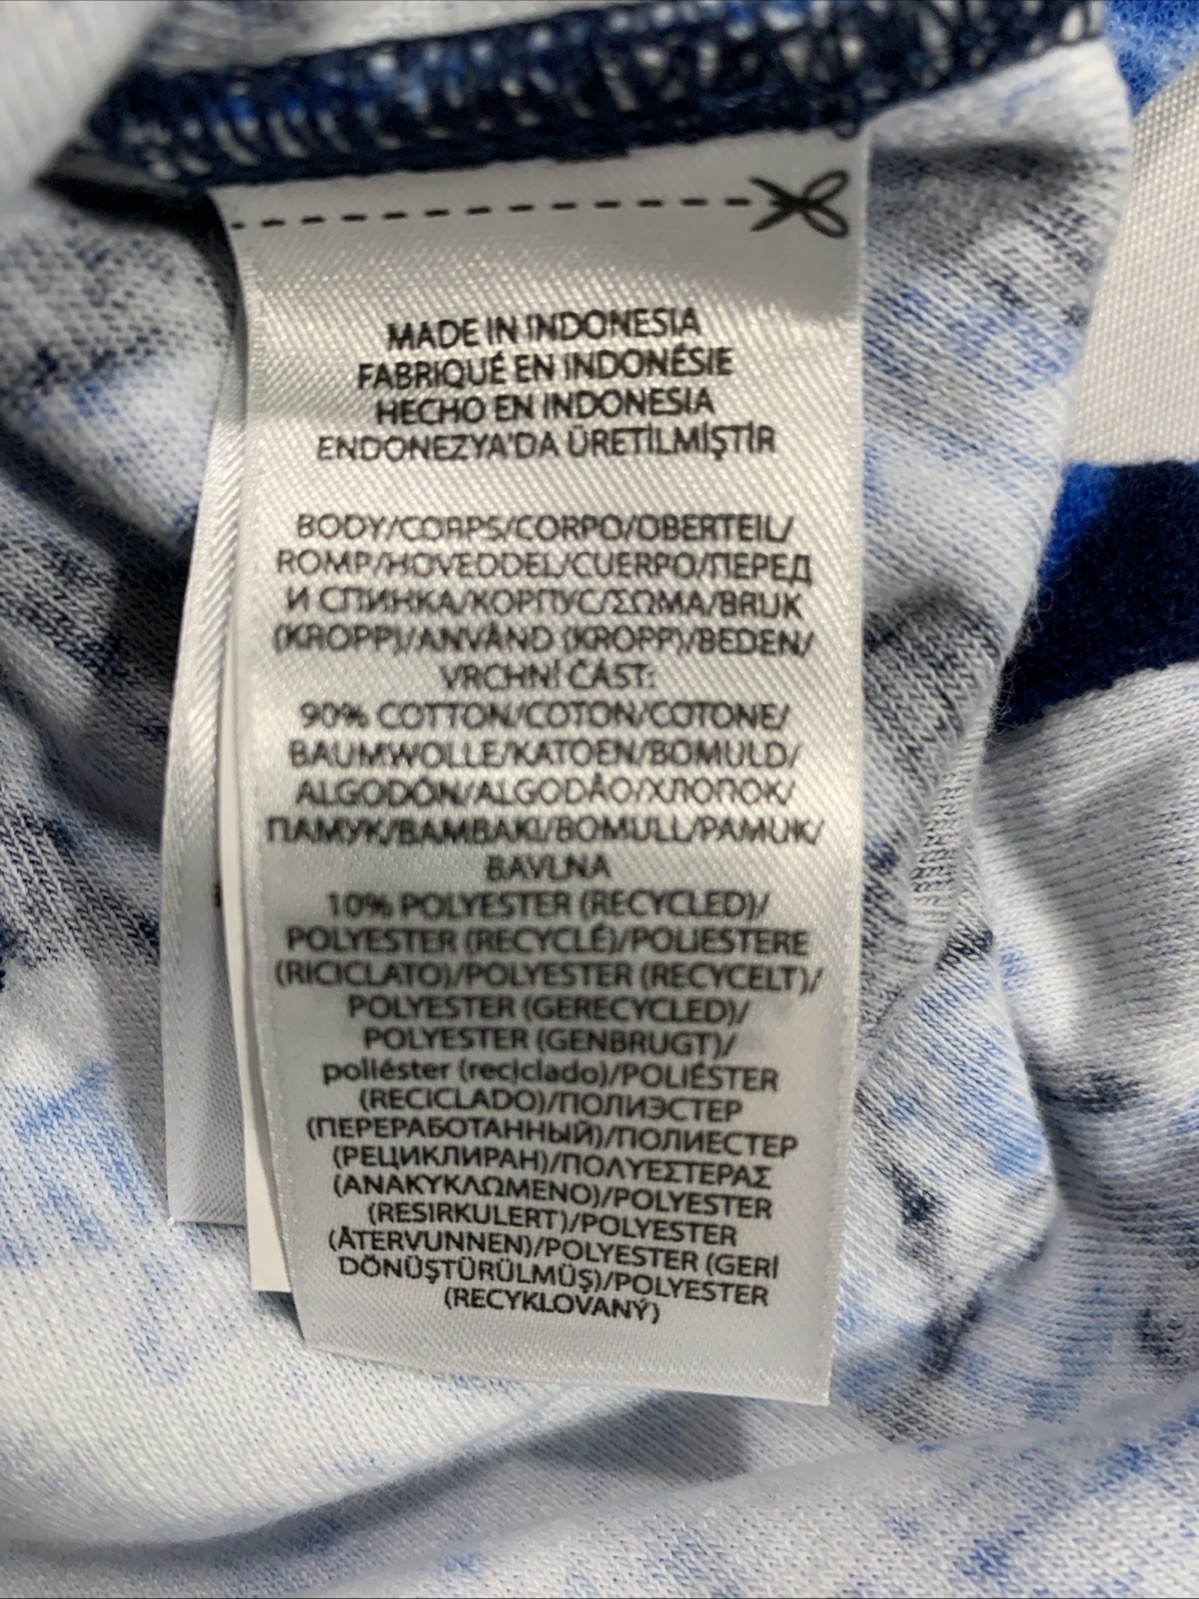 MADE IN INDONESIA
FABRIQUÉ EN INDONÉSIE
HECHO EN INDONESIA
ENDONEZYA'DA ÜRETİLMİŞTİR
BODY/CORPS/CORPO/OBERTEIL/
ROMP/HOVEDDEL/CUERPO/ПЕРЕД
И СПИНКА/КОРПУС/ΣΩΜΑ/BRUK
(KROPP)/ANVÄND (KROPP)/BEDEN/
VRCHNÍ ČÁST:
90% COTTON/COTON/COTONE/
BAUMWOLLE/KATOEN/BOMULD/
ALGODÓN/ALGODÃO/ХЛОПОК/
ПАМУК/ΒΑΜΒΑΚΙ/BOMULL/PAMUK/
BAVLNA
10% POLYESTER (RECYCLED)/
POLYESTER (RECYCLÉ)/POLIESTERE
(RICICLATO)/POLYESTER (RECYCELT)/
POLYESTER (GERECYCLED)/
POLYESTER (GENBRUGT)/
poliéster (reciclado)/POLIÉSTER
(RECICLADO)/ПОЛИЭСТЕР
(ПЕРЕРАБОТАННЫЙ)/ПОЛИЕСТЕР
(РЕЦИКЛИРАН)/ΠΟΛΥΕΣΤΕΡΑΣ
(ΑΝΑΚΥΚΛΩΜΕΝΟ)/POLYESTER
(RESIRKULERT)/POLYESTER
(ÅTERVUNNEN)/POLYESTER (GERİ
DÖNÜŞTÜRÜLMÜŞ)/POLYESTER
(RECYKLOVANÝ)